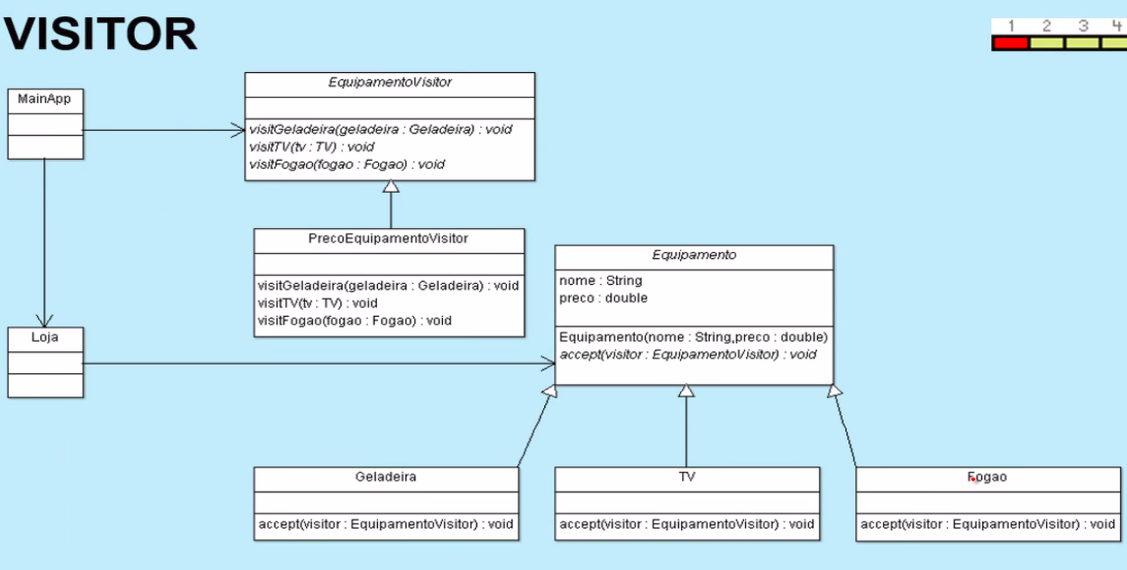 VISITOR
1 2 3 4
MainApp
EquipamentoVisitor
visitGeladeira(geladeira : Geladeira) : void
visitTV(tv : TV) : void
visitFogao(fogao : Fogao) : void
PrecoEquipamentoVisitor
visitGeladeira(geladeira : Geladeira) : void
visitTV(tv : TV) : void
visitFogao(fogao : Fogao) : void
Equipamento
nome : String
preco : double
Equipamento(nome : String,preco : double)
accept(visitor : EquipamentoVisitor) : void
Loja
Geladeira
accept(visitor : EquipamentoVisitor) : void
TV
accept(visitor : EquipamentoVisitor) : void
Fogao
accept(visitor : EquipamentoVisitor) : void